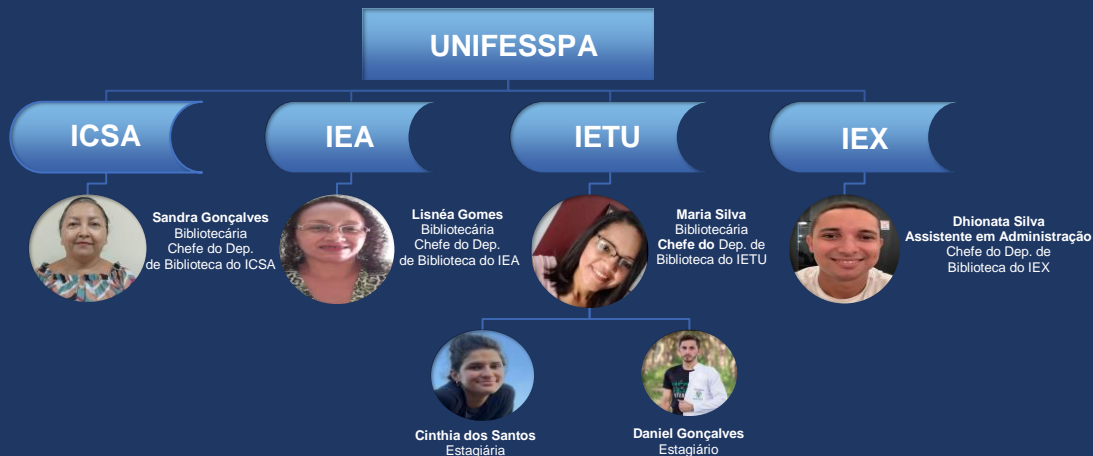 UNIFESSPA
ICSA
IEA
IETU
IEX
Sandra Gonçalves
Bibliotecária
Chefe do Dep.
de Biblioteca do ICSA
Lisnéa Gomes
Bibliotecária
Chefe do Dep.
de Biblioteca do IEA
Maria Silva
Bibliotecária
Chefe do Dep. de
Biblioteca do IETU
Dhionata Silva
Assistente em Administração
Chefe do Dep. de
Biblioteca do IEX
Cinthia dos Santos
Estagiária
Daniel Gonçalves
Estagiário